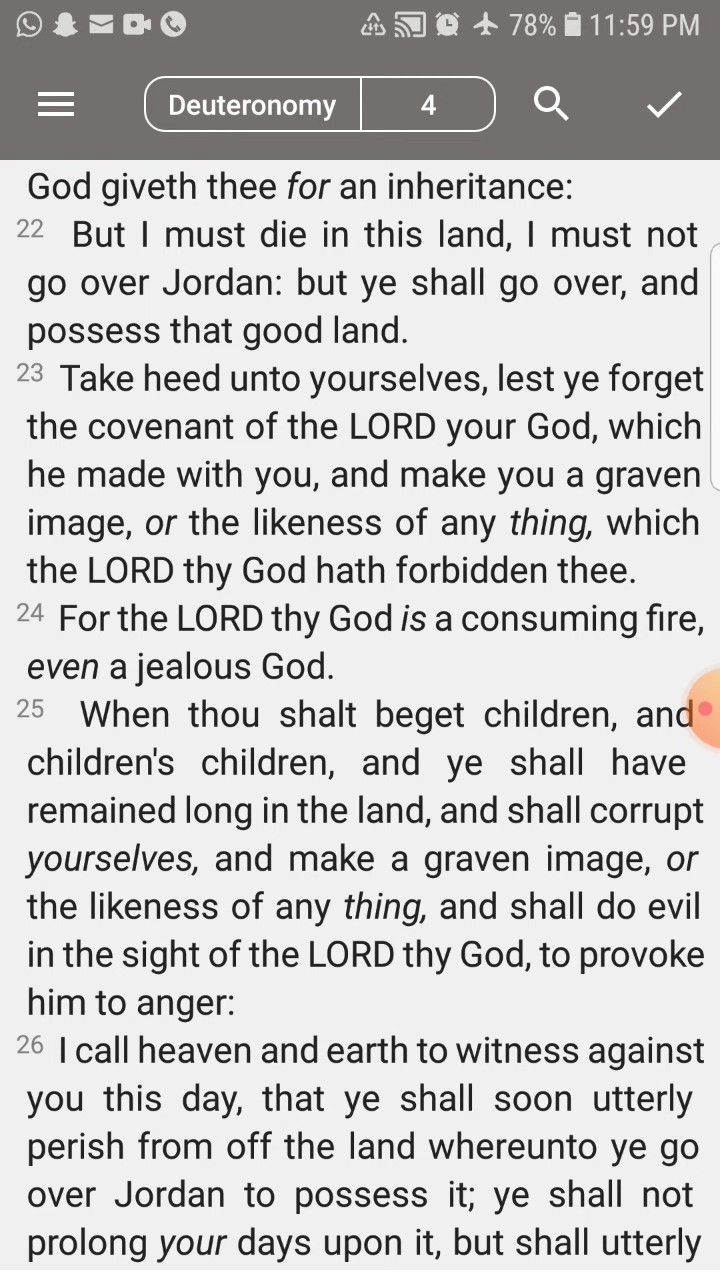 78% 11:59 PM
Deuteronomy 4
God giveth thee for an inheritance:
22 But I must die in this land, I must not
go over Jordan: but ye shall go over, and
possess that good land.
23 Take heed unto yourselves, lest ye forget
the covenant of the LORD your God, which
he made with you, and make you a graven
image, or the likeness of any thing, which
the LORD thy God hath forbidden thee.
24 For the LORD thy God is a consuming fire,
even a jealous God.
25 When thou shalt beget children, and
children's children, and ye shall have
remained long in the land, and shall corrupt
yourselves, and make a graven image, or
the likeness of any thing, and shall do evil
in the sight of the LORD thy God, to provoke
him to anger:
26 I call heaven and earth to witness against
you this day, that ye shall soon utterly
perish from off the land whereunto ye go
over Jordan to possess it; ye shall not
prolong your days upon it, but shall utterly